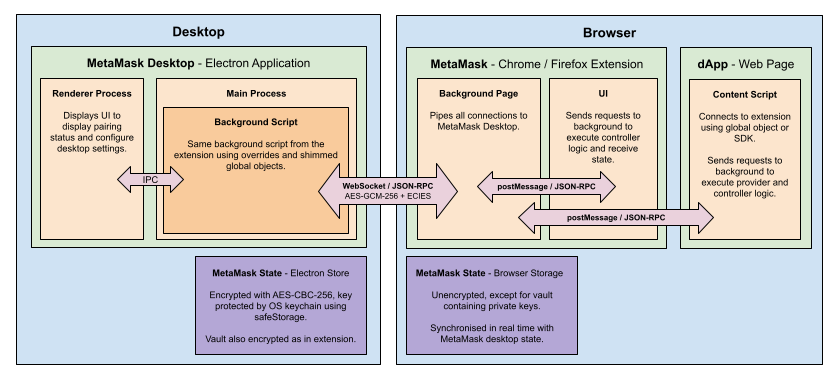 Desktop
MetaMask Desktop - Electron Application
Renderer Process
Displays UI to
display pairing
status and configure
desktop settings.
Main Process
Background Script
Same background script from the
extension using overrides and shimmed
global objects.
IPC
WebSocket / JSON-RPC
AES-GCM-256 + ECIES
MetaMask State - Electron Store
Encrypted with AES-CBC-256, key
protected by OS keychain using
safeStorage.
Vault also encrypted as in extension.
Browser
MetaMask - Chrome / Firefox Extension
Background Page
Pipes all connections to
MetaMask Desktop.
UI
Sends requests to
background to
execute controller
logic and receive
state.
postMessage / JSON-RPC
postMessage / JSON-RPC
dApp - Web Page
Content Script
Connects to extension
using global object or
SDK.
Sends requests to
background to
execute provider and
controller logic.
MetaMask State - Browser Storage
Unencrypted, except for vault
containing private keys.
Synchronised in real time with
MetaMask desktop state.